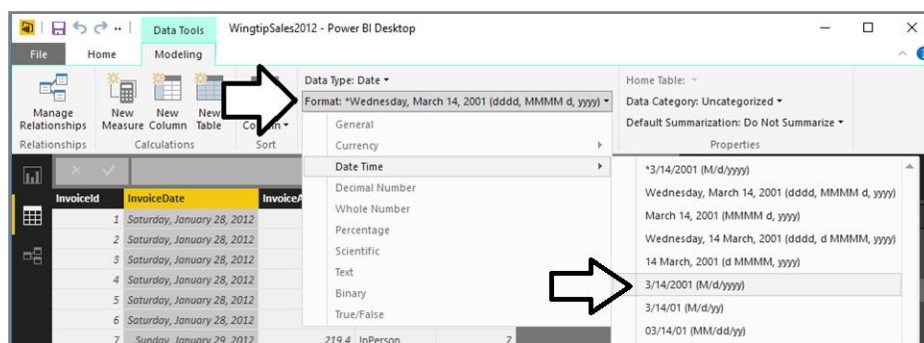 Data Tools WingtipSales2012 - Power BI Desktop
File Home Modeling
Manage Relationships
New Measure
New Column
New Table
Relationships Calculations Sort
Data Type: Date
Format: *Wednesday, March 14, 2001 (dddd, MMMM d, yyyy)
General
Currency
Date Time
Decimal Number
Whole Number
Percentage
Scientific
Text
Binary
True/False
Home Table:
Data Category: Uncategorized
Default Summarization: Do Not Summarize
Properties
*3/14/2001 (M/d/yyyy)
Wednesday, March 14, 2001 (dddd, MMMM d, yyyy)
March 14, 2001 (MMMM d, yyyy)
Wednesday, 14 March, 2001 (dddd, d MMMM, yyyy)
14 March, 2001 (d MMMM, yyyy)
3/14/2001 (M/d/yyyy)
3/14/01 (M/d/yy)
03/14/01 (MM/dd/yy)
InvoiceId InvoiceDate
1 Saturday, January 28, 2012
2 Saturday, January 28, 2012
3 Saturday, January 28, 2012
4 Saturday, January 28, 2012
5 Saturday, January 28, 2012
6 Saturday, January 28, 2012
7 Sunday, January 29, 2012 219.4 InPerson 7